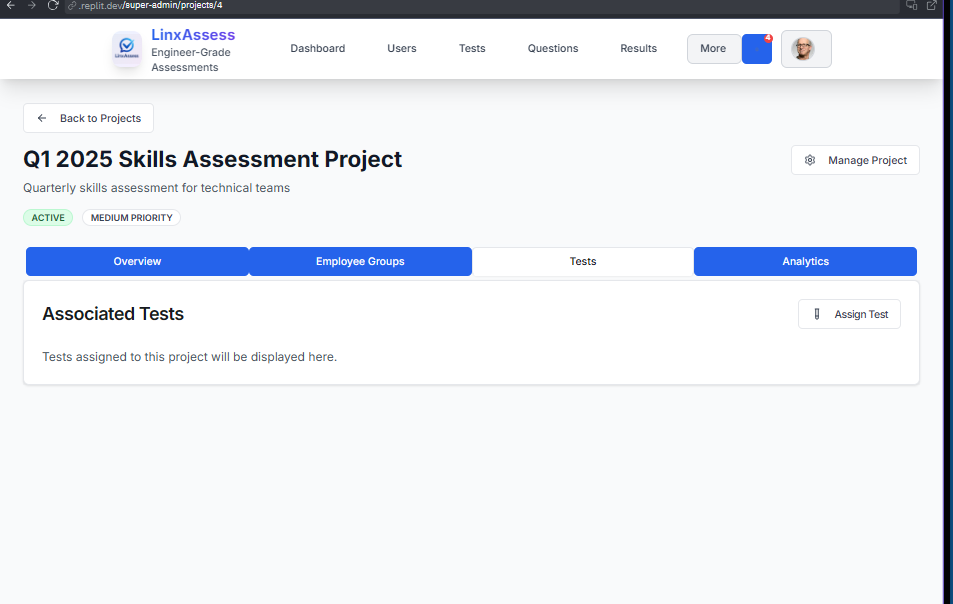 .replit.dev/super-admin/projects/4
LinxAssess
Engineer-Grade
Assessments
LinxAssess
Dashboard
Users
Tests
Questions
Results
More
4
Back to Projects
Q1 2025 Skills Assessment Project
Manage Project
Quarterly skills assessment for technical teams
ACTIVE
MEDIUM PRIORITY
Overview
Employee Groups
Tests
Analytics
Associated Tests
Assign Test
Tests assigned to this project will be displayed here.